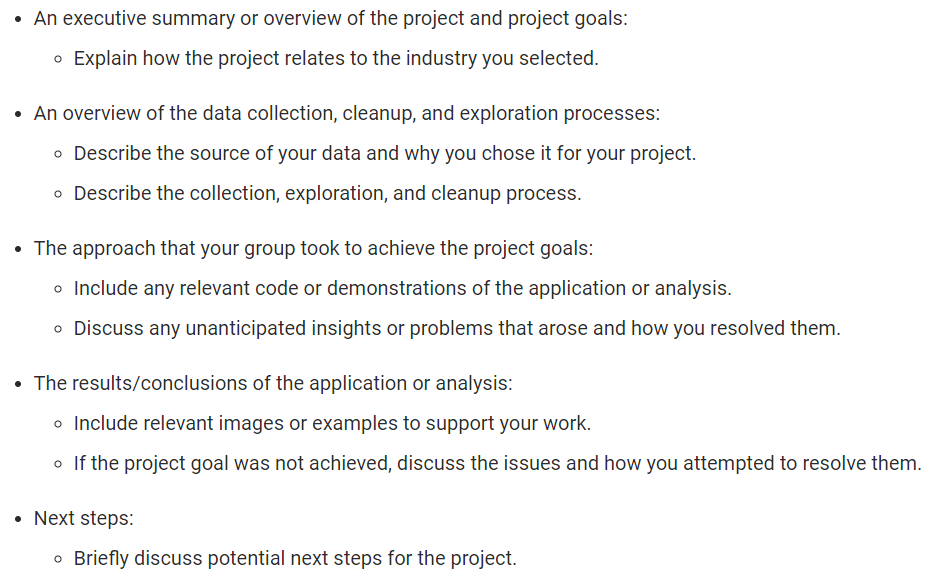 • An executive summary or overview of the project and project goals:
◦ Explain how the project relates to the industry you selected.
• An overview of the data collection, cleanup, and exploration processes:
◦ Describe the source of your data and why you chose it for your project.
◦ Describe the collection, exploration, and cleanup process.
• The approach that your group took to achieve the project goals:
◦ Include any relevant code or demonstrations of the application or analysis.
◦ Discuss any unanticipated insights or problems that arose and how you resolved them.
• The results/conclusions of the application or analysis:
◦ Include relevant images or examples to support your work.
◦ If the project goal was not achieved, discuss the issues and how you attempted to resolve them.
• Next steps:
◦ Briefly discuss potential next steps for the project.